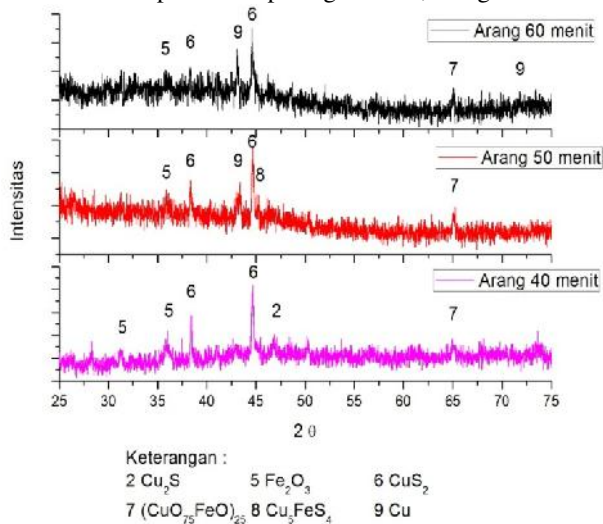 6
9
5 6 7 9
Arang 60 menit
6
5 6 9 8 7
Arang 50 menit
6
5 5 6 2 7
Arang 40 menit
Intensitas
25 30 35 40 45 50 55 60 65 70 75
2 θ
Keterangan :
2 Cu₂S 5 Fe₂O₃ 6 CuS₂
7 (CuO₇₅FeO)₂₅ 8 Cu₅FeS₄ 9 Cu